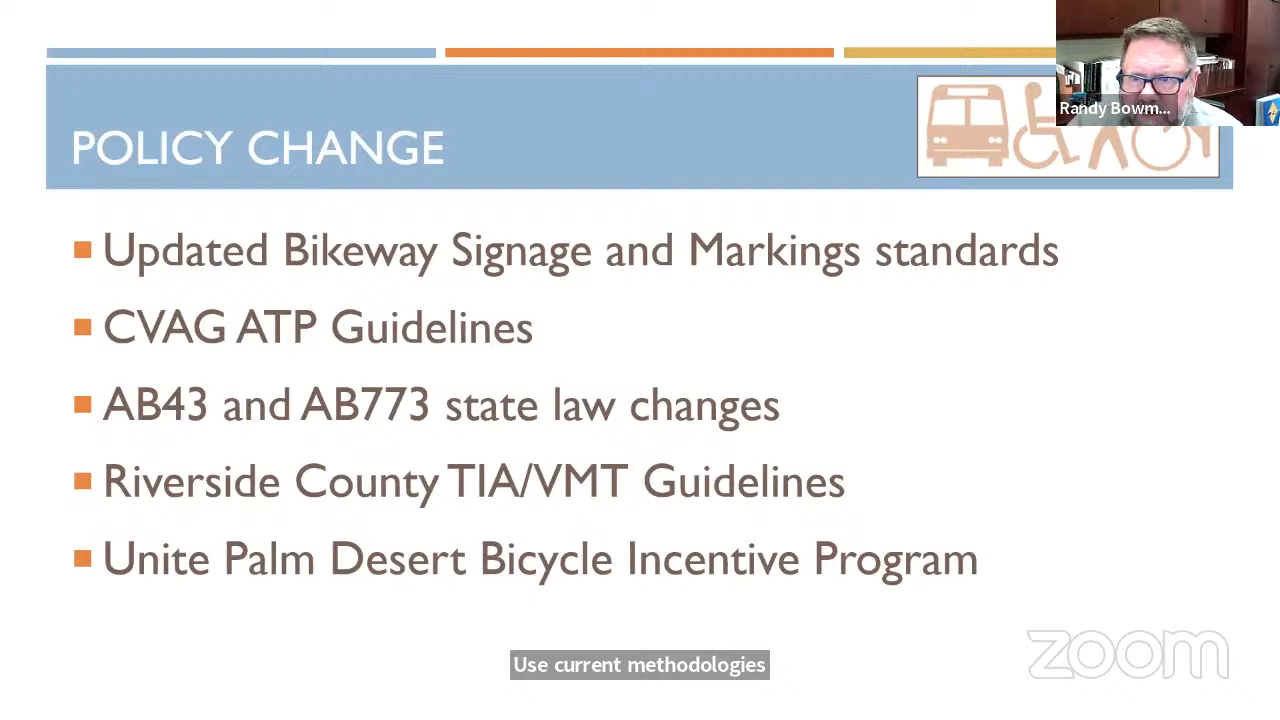 Randy Bowm...
POLICY CHANGE
Updated Bikeway Signage and Markings standards
CVAG ATP Guidelines
AB43 and AB773 state law changes
Riverside County TIA/VMT Guidelines
Unite Palm Desert Bicycle Incentive Program
Use current methodologies
zoom